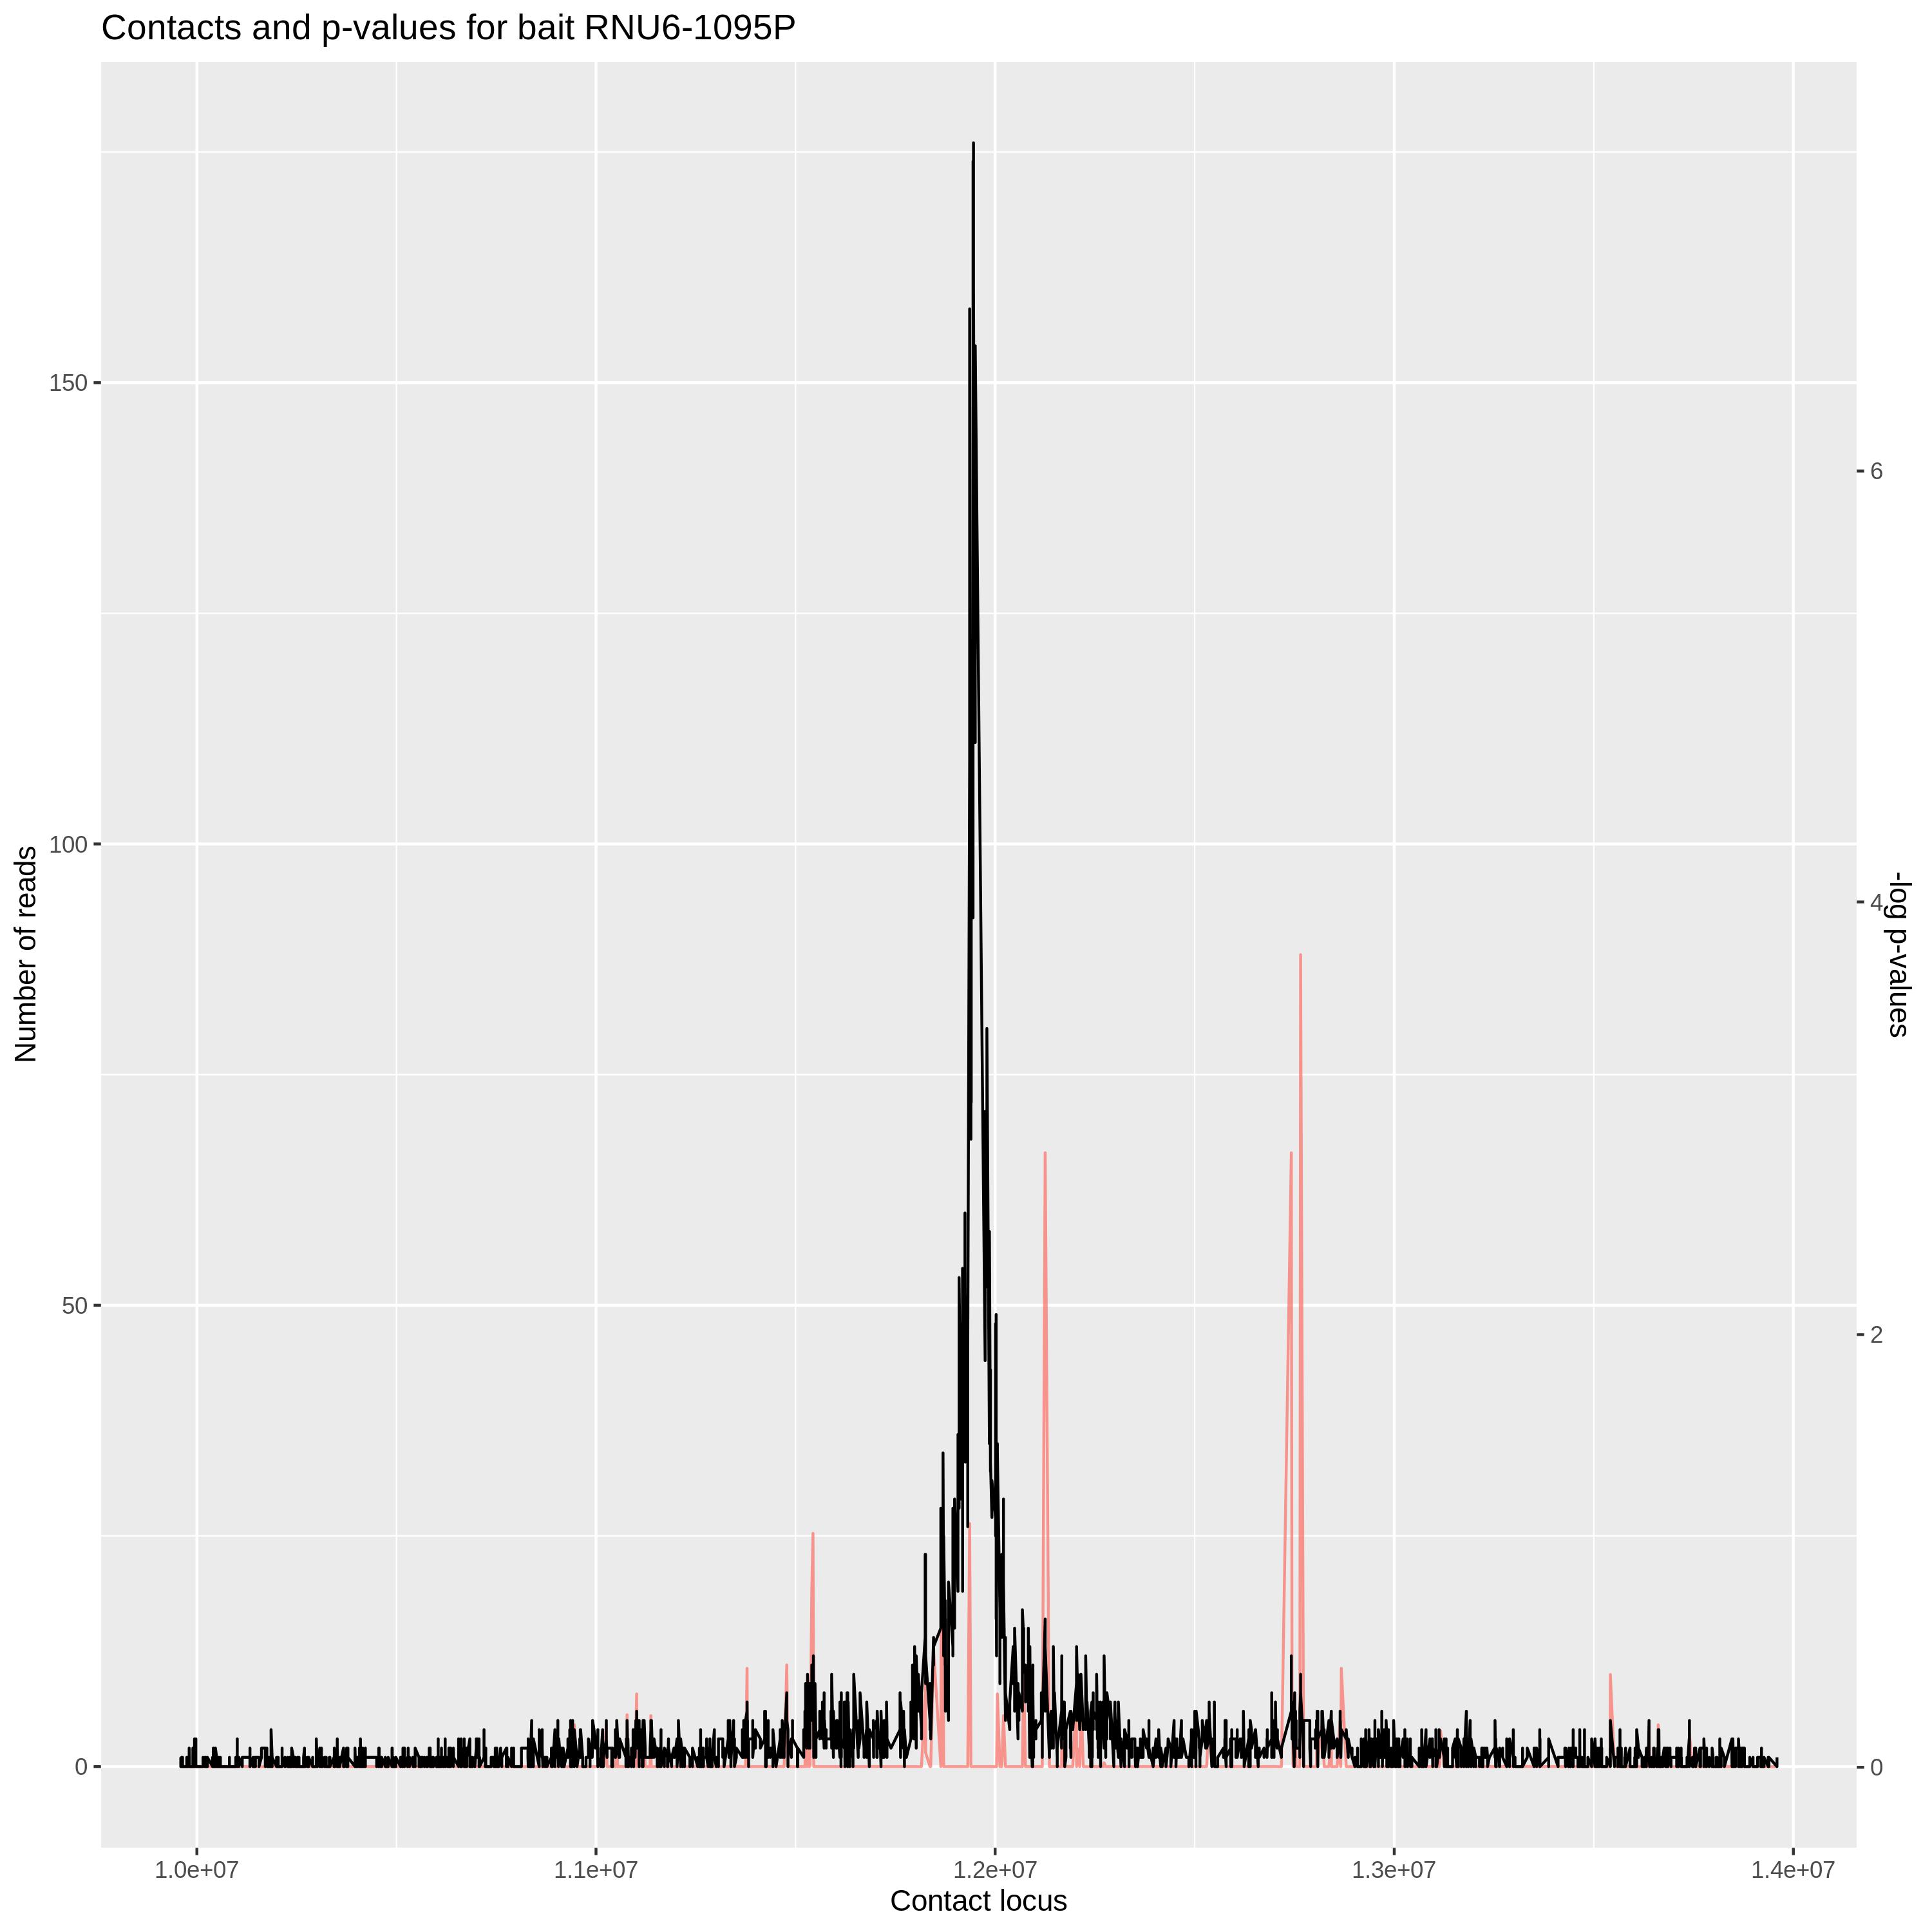 Contacts and p-values for bait RNU6-1095P
150
100
50
0
Number of reads
6
4
2
0
-log p-values
1.0e+07
1.1e+07
1.2e+07
1.3e+07
1.4e+07
Contact locus